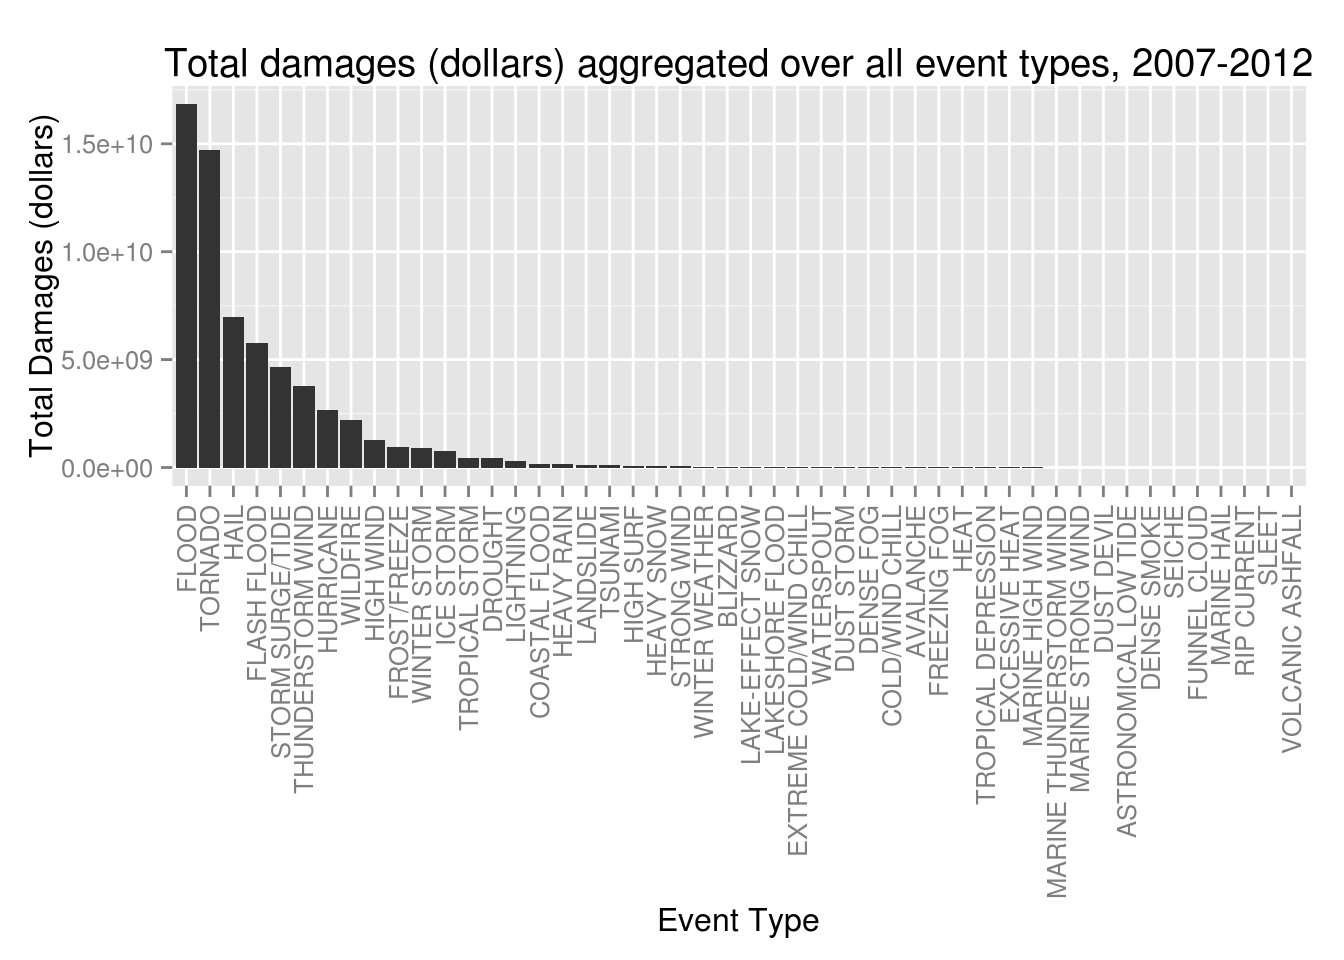 Total damages (dollars) aggregated over all event types, 2007-2012
Total Damages (dollars)
1.5e+10
1.0e+10
5.0e+09
0.0e+00
FLOOD
TORNADO
HAIL
FLASH FLOOD
STORM SURGE/TIDE
THUNDERSTORM WIND
HURRICANE
WILDFIRE
HIGH WIND
FROST/FREEZE
WINTER STORM
ICE STORM
TROPICAL STORM
DROUGHT
LIGHTNING
COASTAL FLOOD
HEAVY RAIN
LANDSLIDE
TSUNAMI
HIGH SURF
HEAVY SNOW
STRONG WIND
WINTER WEATHER
BLIZZARD
LAKE-EFFECT SNOW
LAKESHORE FLOOD
EXTREME COLD/WIND CHILL
WATERSPOUT
DUST STORM
DENSE FOG
COLD/WIND CHILL
AVALANCHE
FREEZING FOG
HEAT
TROPICAL DEPRESSION
EXCESSIVE HEAT
MARINE HIGH WIND
MARINE THUNDERSTORM WIND
MARINE STRONG WIND
DUST DEVIL
ASTRONOMICAL LOW TIDE
DENSE SMOKE
SEICHE
FUNNEL CLOUD
MARINE HAIL
RIP CURRENT
SLEET
VOLCANIC ASHFALL
Event Type